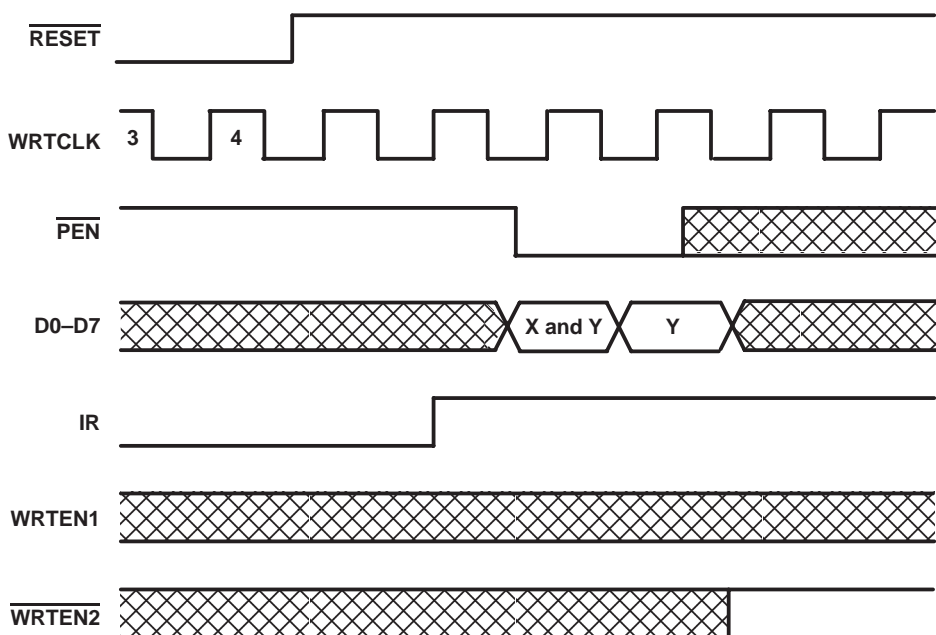 RESET
WRTCLK 3 4
PEN
D0–D7 X and Y Y
IR
WRTEN1
WRTEN2